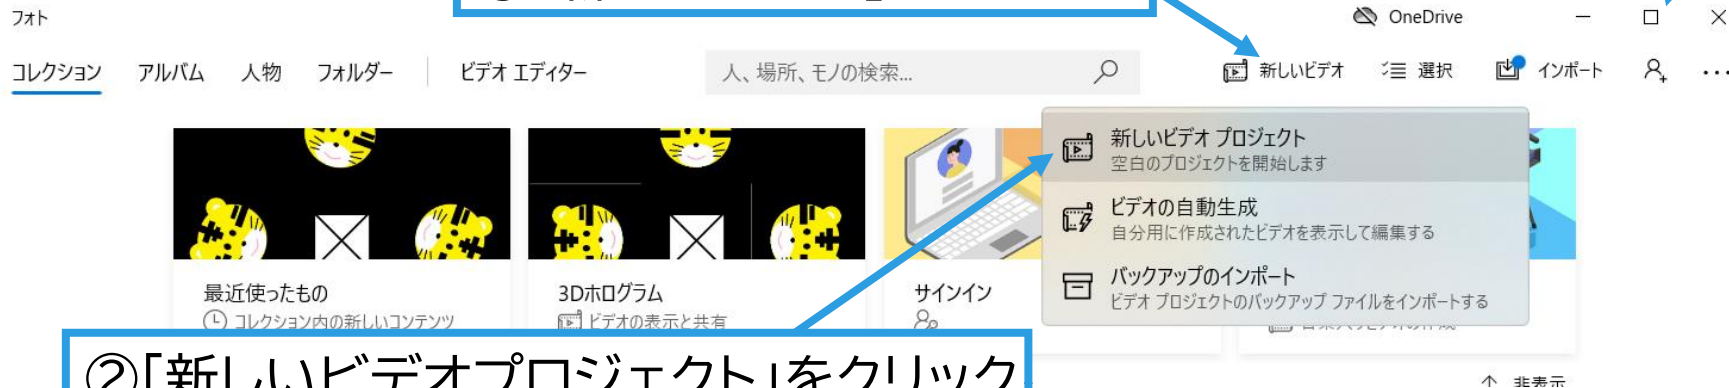 フォト
OneDrive
コレクション アルバム 人物 フォルダー ビデオ エディター 人、場所、モノの検索... 新しいビデオ 選択 インポート
新しいビデオ プロジェクト
空白のプロジェクトを開始します
ビデオの自動生成
自分用に作成されたビデオを表示して編集する
バックアップのインポート
ビデオ プロジェクトのバックアップ ファイルをインポートする
最近使ったもの
コレクション内の新しいコンテンツ
3Dホログラム
ビデオの表示と共有
サインイン
②「新しいビデオプロジェクト」をクリック
非表示